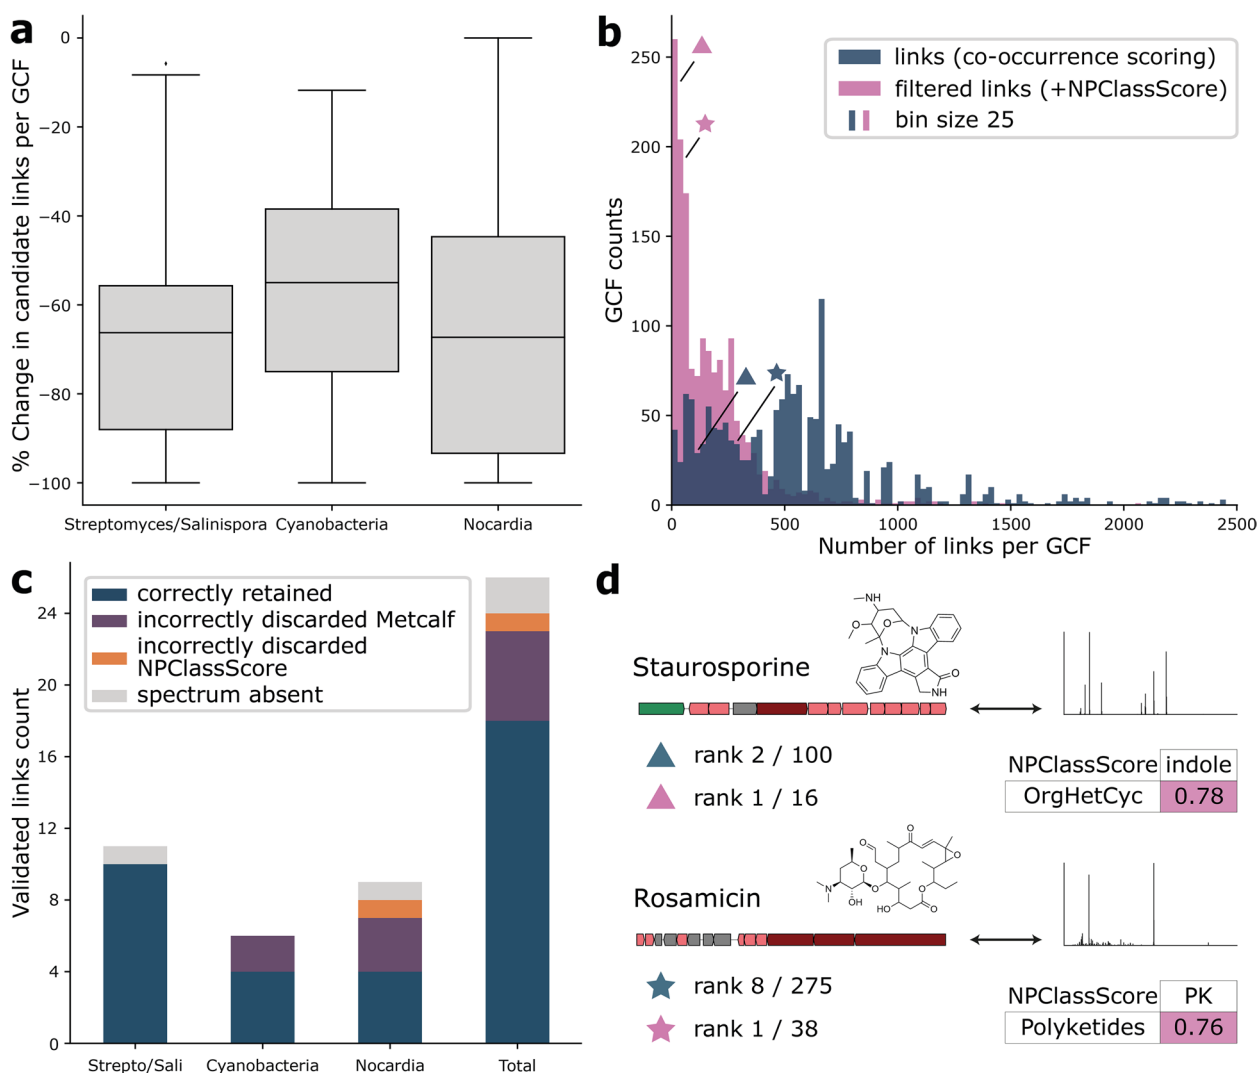 a
% Change in candidate links per GCF
0
−20
−40
−60
−80
−100
Streptomyces/Salinispora
Cyanobacteria
Nocardia
b
GCF counts
250
200
150
100
50
0
links (co-occurrence scoring)
filtered links (+NPClassScore)
bin size 25
0
500
1000
1500
2000
2500
Number of links per GCF
c
Validated links count
24
20
16
12
8
4
0
correctly retained
incorrectly discarded Metcalf
incorrectly discarded
NPClassScore
spectrum absent
Strepto/Sali
Cyanobacteria
Nocardia
Total
d
Staurosporine
NH
O
O
N
N
O
NH
rank 2 / 100
rank 1 / 16
NPClassScore indole
OrgHetCyc 0.78
Rosamicin
O
O
O
N
O
O
OH
HO
O
O
rank 8 / 275
rank 1 / 38
NPClassScore PK
Polyketides 0.76